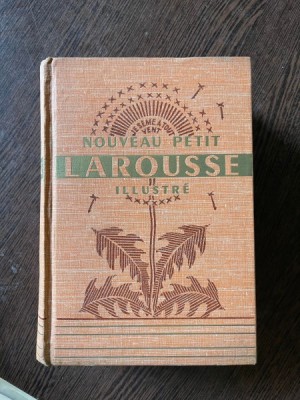 JE SÈME À TOUT
VENT
NOUVEAU PETIT
LAROUSSE
ILLUSTRÉ